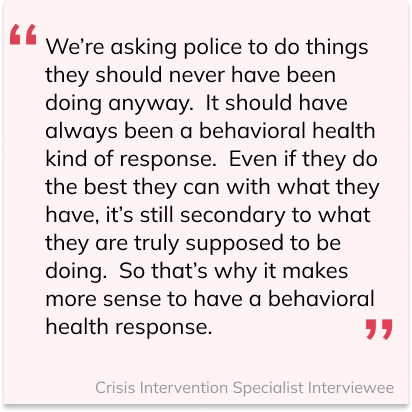 “
We’re asking police to do things
they should never have been
doing anyway.  It should have
always been a behavioral health
kind of response.  Even if they do
the best they can with what they
have, it’s still secondary to what
they are truly supposed to be
doing.  So that’s why it makes
more sense to have a behavioral
health response.
”
Crisis Intervention Specialist Interviewee